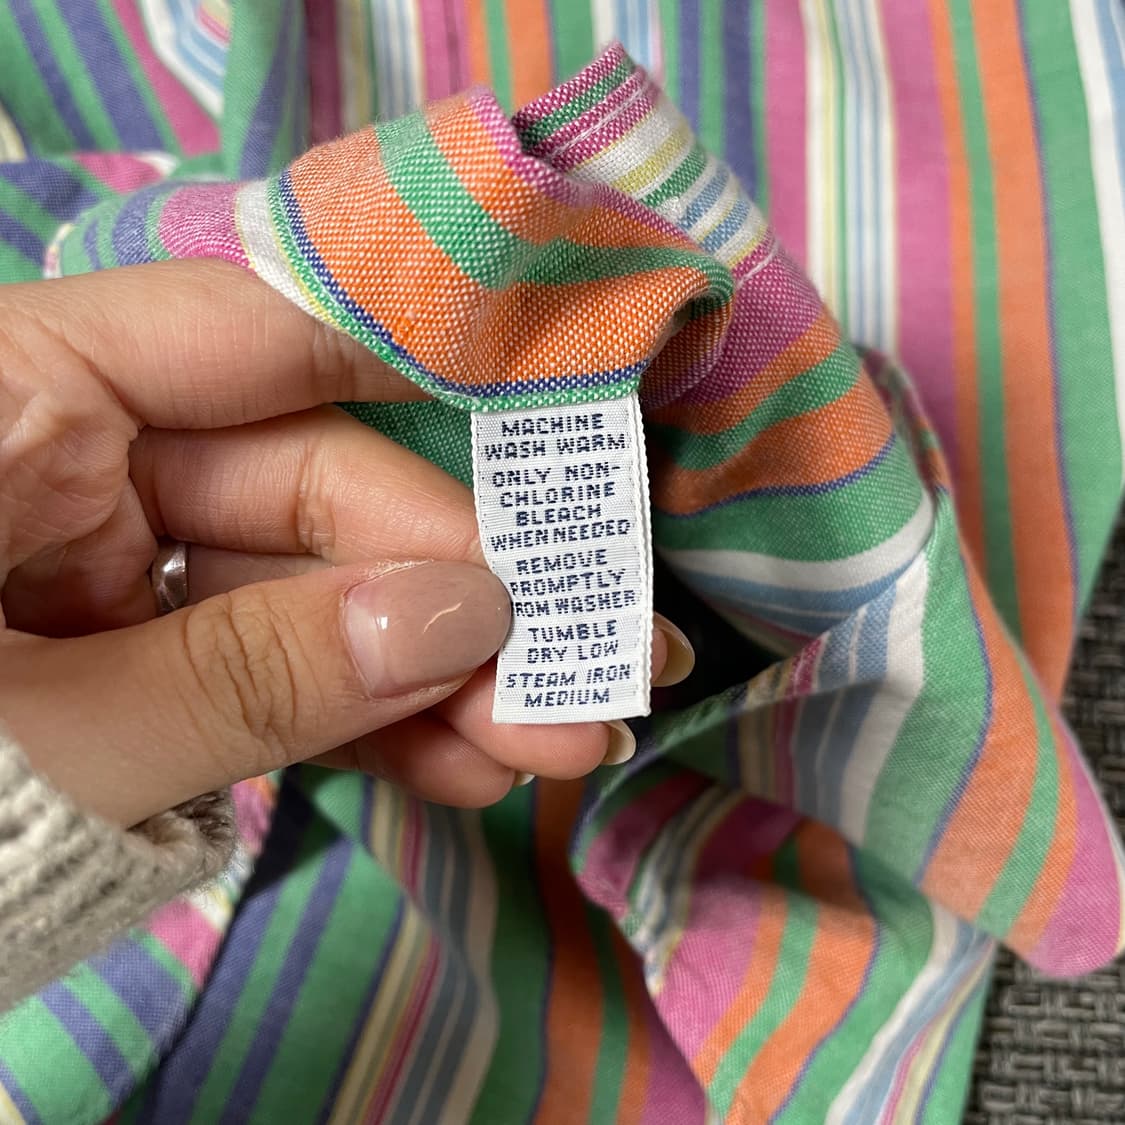 MACHINE
WASH WARM
ONLY NON-
CHLORINE
BLEACH
WHEN NEEDED
REMOVE
PROMPTLY
FROM WASHER
TUMBLE
DRY LOW
STEAM IRON
MEDIUM